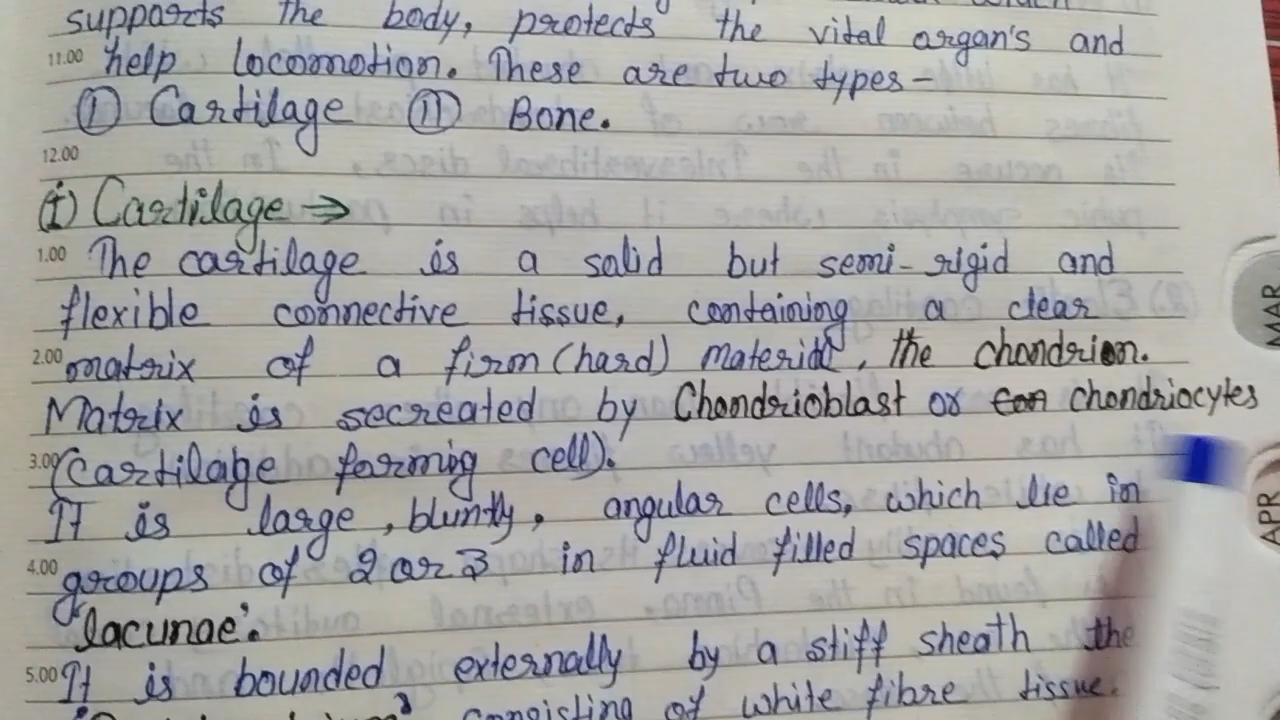 supports the body, protects the vital argan's and
11.00 help locomotion. These are two types-
(I) Cartilage (II) Bone.
12.00
(I) Cartilage →
1.00 The cartilage is a solid but semi-rigid and
flexible connective tissue, containing a clear
MAR
2.00 matrix of a firm (hard) material, the chondrion.
Matrix is secreated by Chondrioblast or chondriocytes
3.00 (cartilage forming cell).
It is large, bluntly, angular cells, which lie in
APR
4.00 groups of 2 or 3 in fluid filled spaces called
'lacunae'.
5.00 It is bounded externally by a stiff sheath the
consisting of white fibre tissue.